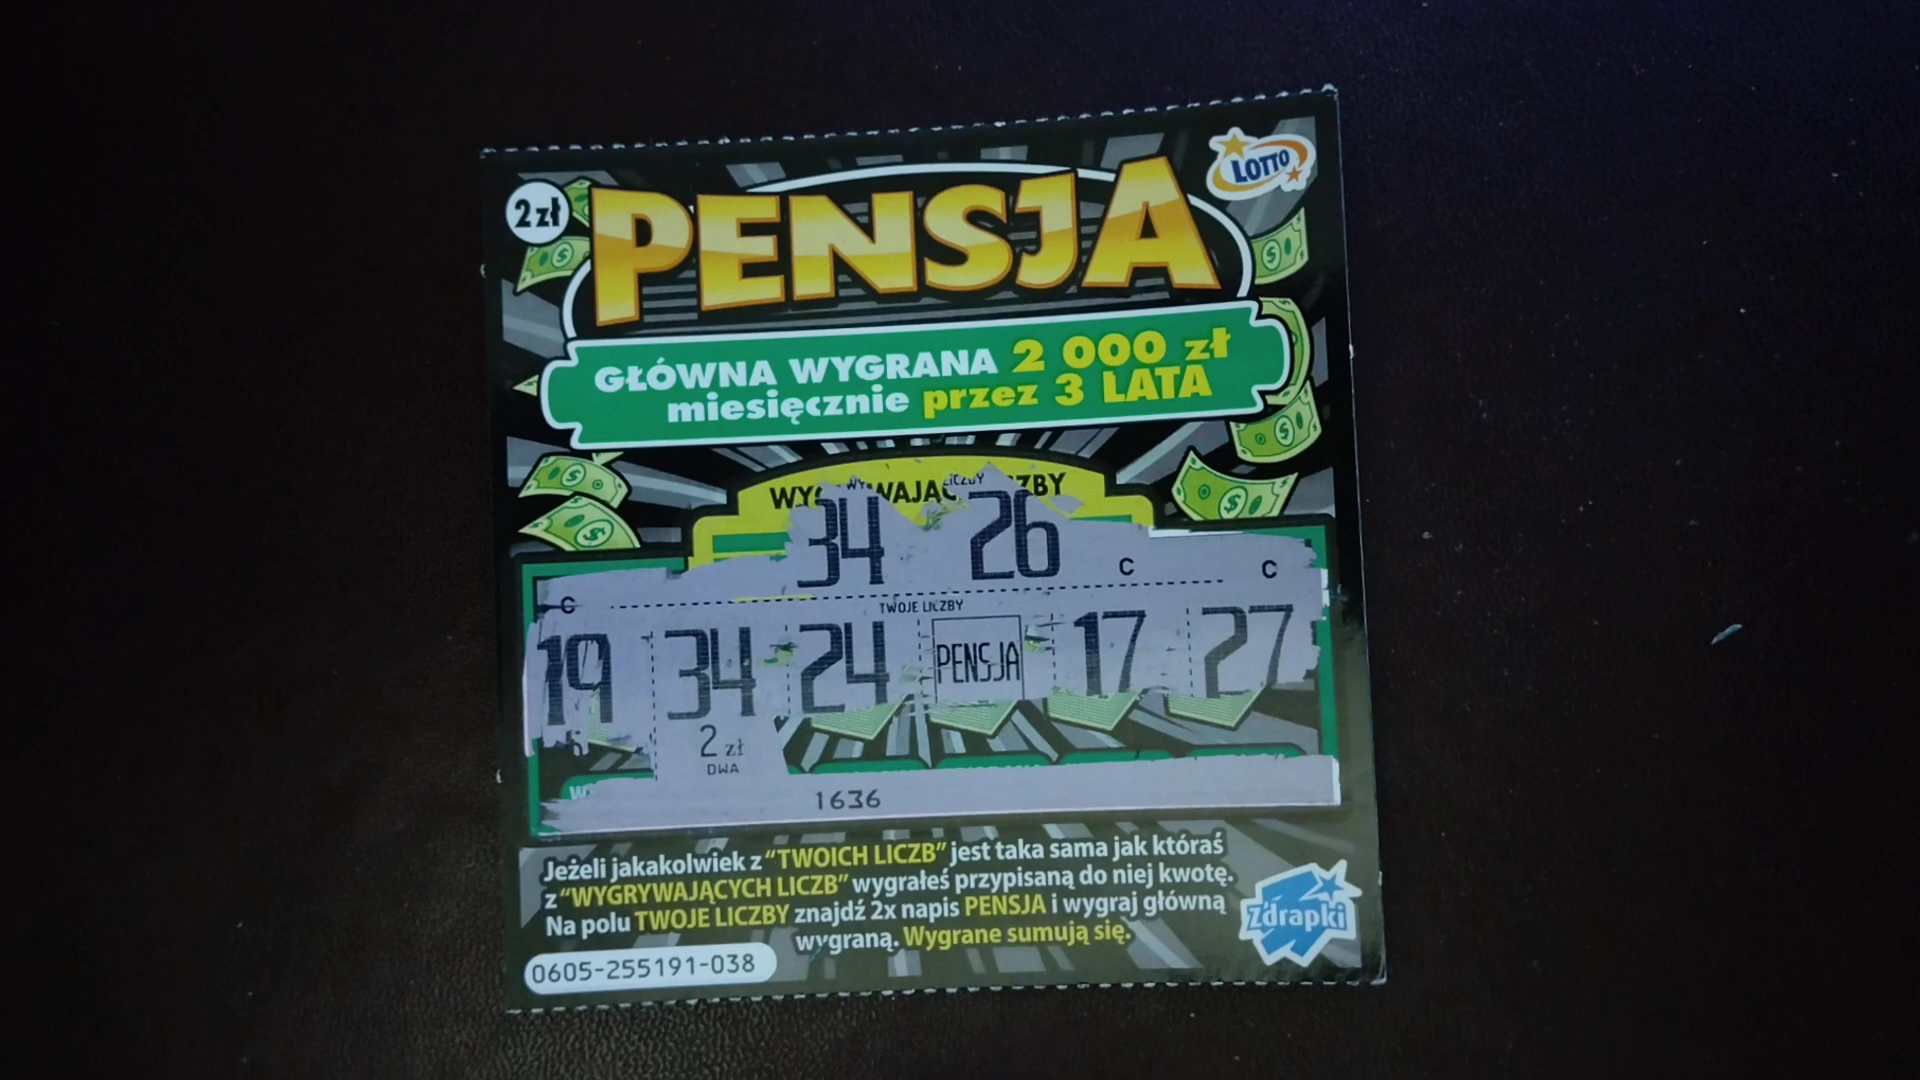 2 zł
PENSJA
LOTTO
GŁÓWNA WYGRANA 2 000 zł
miesięcznie przez 3 LATA
34 26
C C
C
TWOJE LICZBY
19 34 24 PENSJA 17 27
2 zł
DWA
1636
Jeżeli jakakolwiek z "TWOICH LICZB" jest taka sama jak któraś
z "WYGRYWAJĄCYCH LICZB" wygrałeś przypisaną do niej kwotę.
Na polu TWOJE LICZBY znajdź 2x napis PENSJA i wygraj główną
wygraną. Wygrane sumują się.
Zdrapki
0605-255191-038